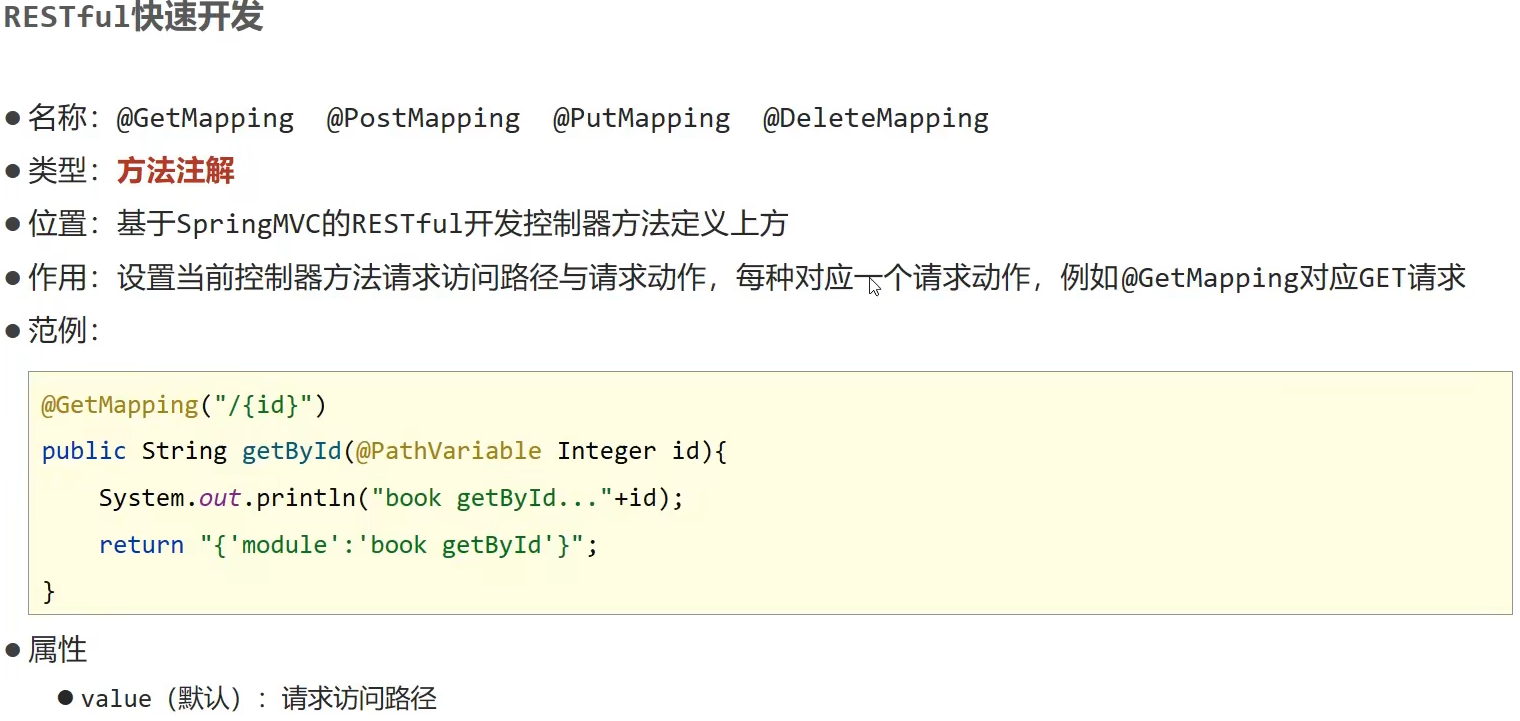 RESTful快速开发
● 名称：@GetMapping @PostMapping @PutMapping @DeleteMapping
● 类型：方法注解
● 位置：基于SpringMVC的RESTful开发控制器方法定义上方
● 作用：设置当前控制器方法请求访问路径与请求动作，每种对应一个请求动作，例如@GetMapping对应GET请求
● 范例：
@GetMapping("/{id}")
public String getById(@PathVariable Integer id){
    System.out.println("book getById..."+id);
    return "{'module':'book getById'}";
}
● 属性
● value（默认）：请求访问路径